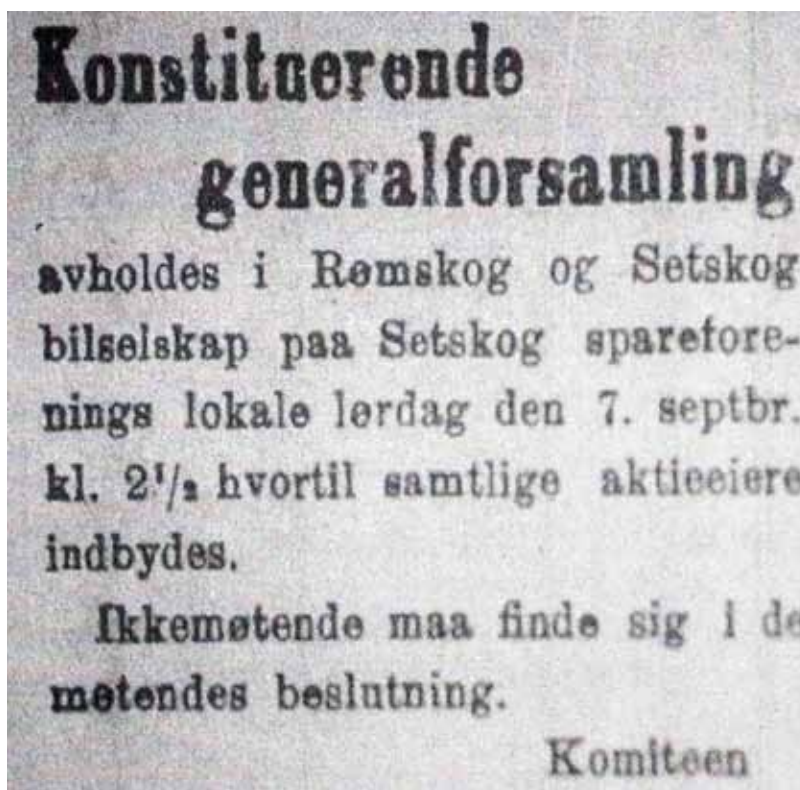 Konstituerende
generalforsamling
avholdes i Rømskog og Setskog
bilselskap paa Setskog sparefore-
nings lokale lørdag den 7. septbr.
kl. 2¹/₂ hvortil samtlige aktieeiere
indbydes.
Ikkemøtende maa finde sig i de
møtendes beslutning.
Komiteen